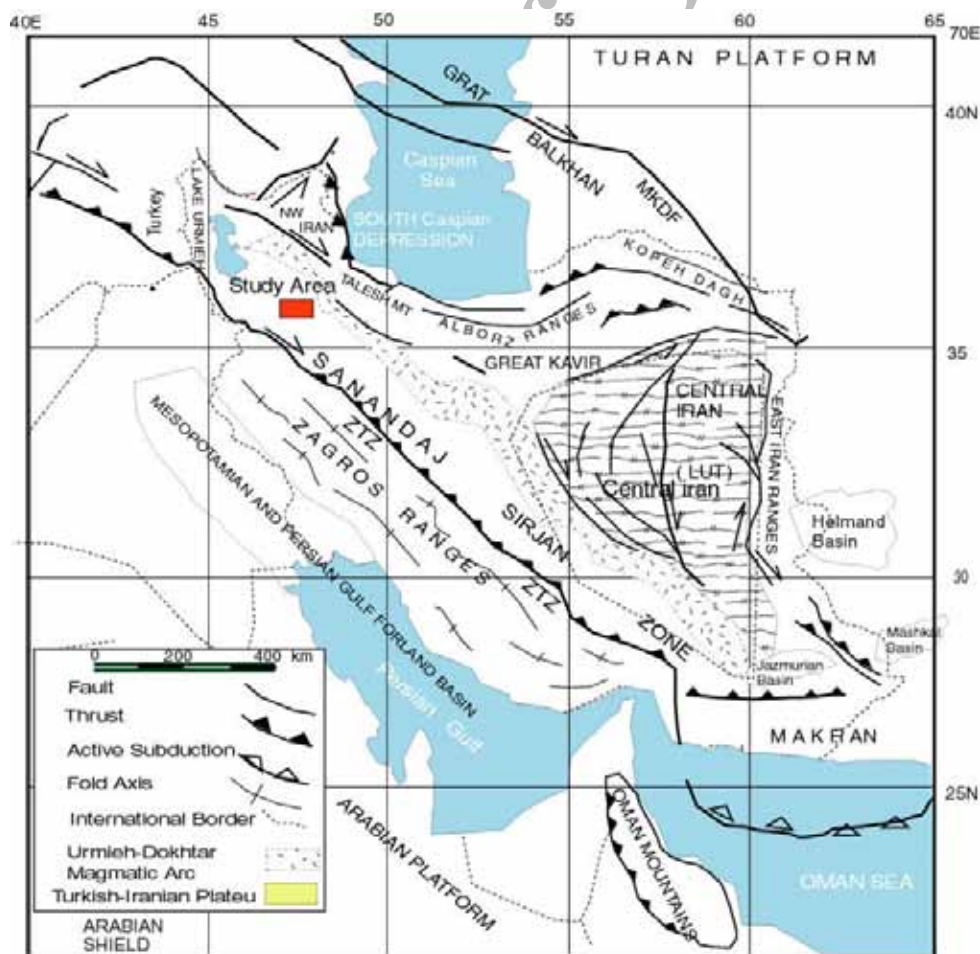 40E 45 50 55 60 65
70E
TURAN PLATFORM
40N
GRAT
BALKHAN
MKDF
Caspian
Sea
SOUTH Caspian
DEPRESSION
Turkey
LAKE URMIEH
NW
IRAN
KOPEH DAGH
Study Area
TALESH MT
ALBORZ RANGES
35
GREAT KAVIR
SANANDAJ
SIRJAN
ZONE
ZTZ
ZAGROS
RANGES
ZTZ
CENTRAL
IRAN
(LUT)
Central iran
EAST IRAN RANGES
Helmand
Basin
MESOPOTAMIAN AND PERSIAN GULF FORLAND BASIN
30
Mashkal
Basin
Jazmurian
Basin
Persian Gulf
MAKRAN
25N
OMAN MOUNTAINS
OMAN SEA
ARABIAN PLATFORM
0 200 400 km
Fault
Thrust
Active Subduction
Fold Axis
International Border
Urmieh-Dokhtar
Magmatic Arc
Turkish-Iranian Plateu
ARABIAN
SHIELD